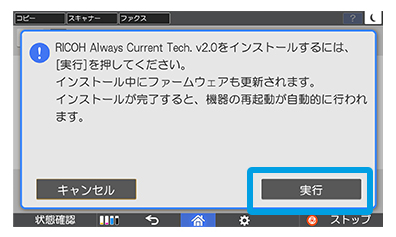 コピー スキャナー ファクス ?
RICOH Always Current Tech. v2.0をインストールするには、
[実行]を押してください。
インストール中にファームウェアも更新されます。
インストールが完了すると、機器の再起動が自動的に行われ
ます。
キャンセル 実行
状態確認 ストップ